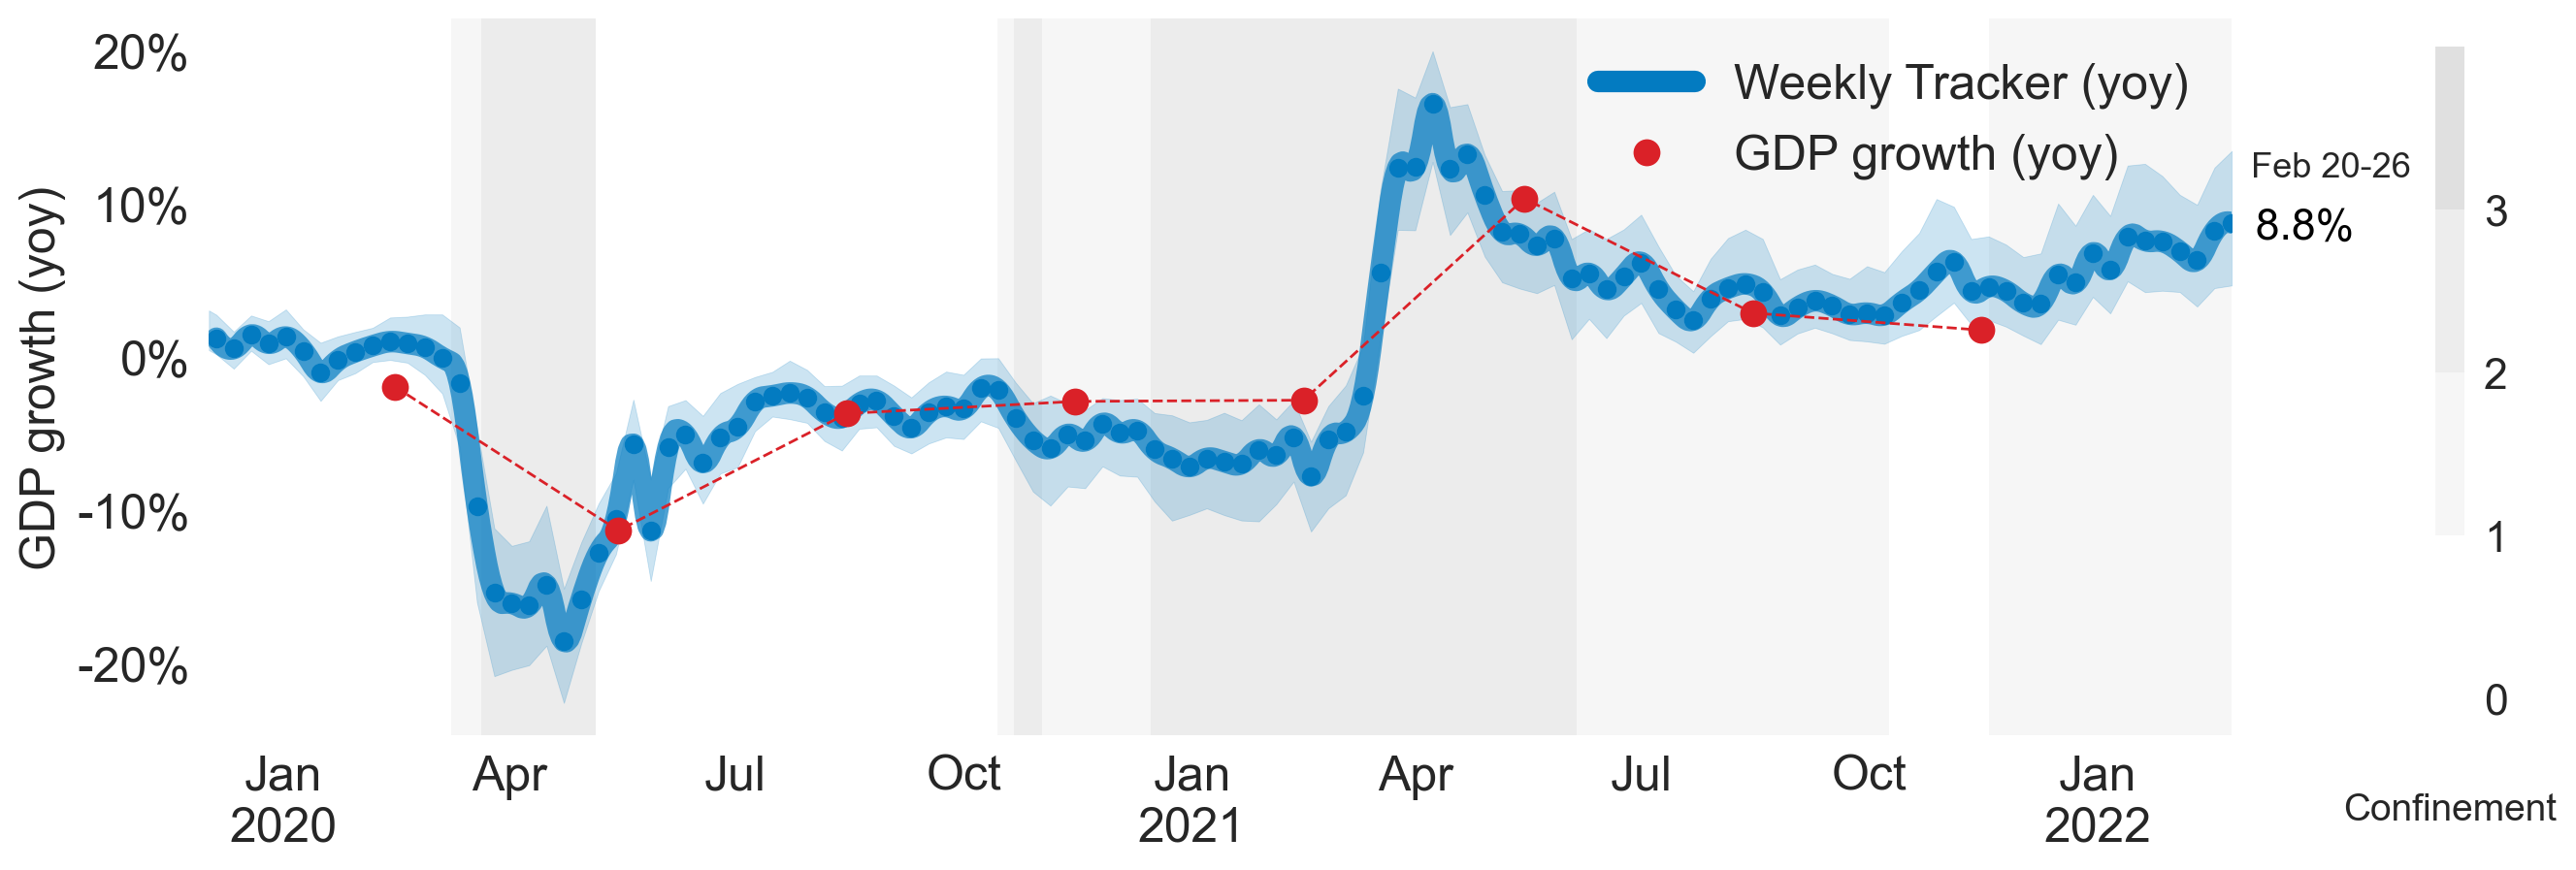 20%
10%
0%
-10%
-20%
GDP growth (yoy)
Weekly Tracker (yoy)
GDP growth (yoy)
Feb 20-26
8.8%
3
2
1
0
Jan Apr Jul Oct Jan Apr Jul Oct Jan
2020 2021 2022
Confinement